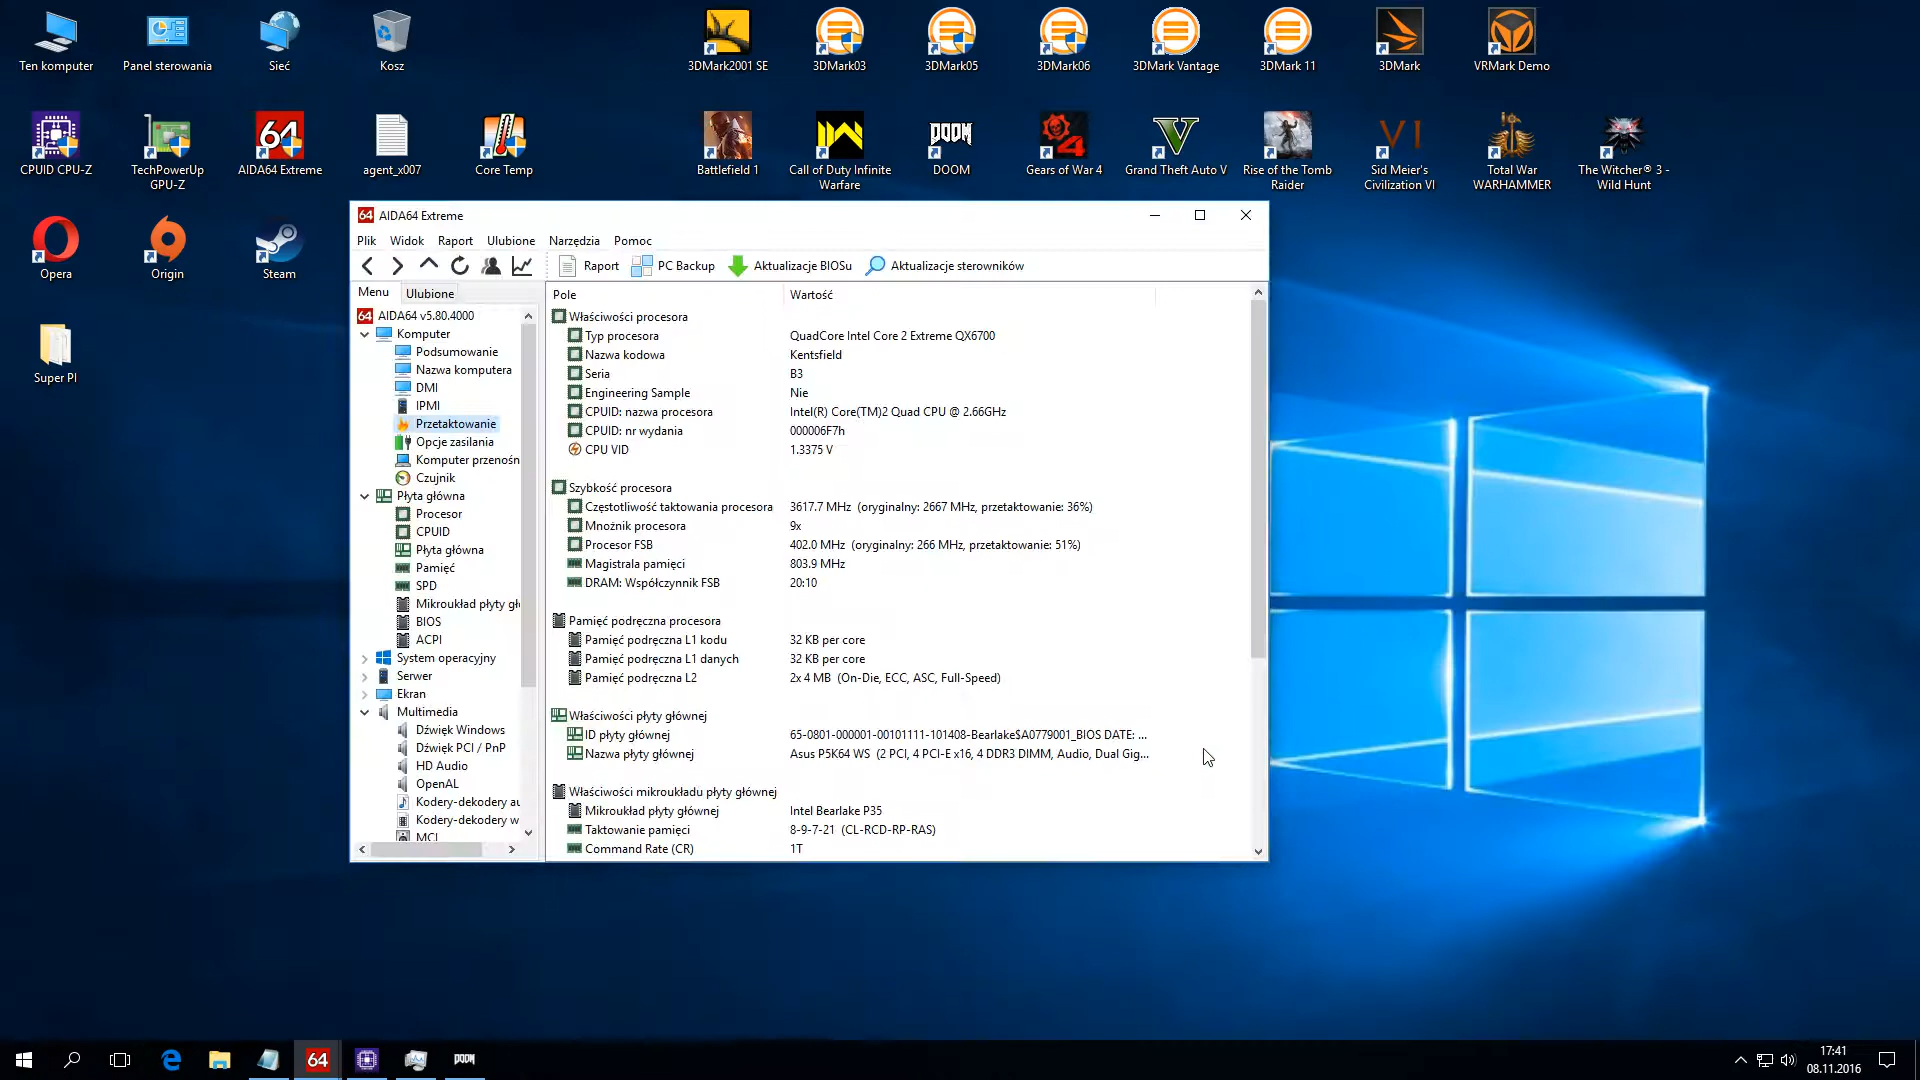 Ten komputer
Panel sterowania
Sieć
Kosz
3DMark2001 SE
3DMark03
3DMark05
3DMark06
3DMark Vantage
3DMark 11
3DMark
VRMark Demo
CPUID CPU-Z
TechPowerUp
GPU-Z
64
AIDA64 Extreme
agent_x007
Core Temp
Battlefield 1
Call of Duty Infinite
Warfare
DOOM
DOOM
Gears of War 4
Grand Theft Auto V
Rise of the Tomb
Raider
VI
Sid Meier's
Civilization VI
Total War
WARHAMMER
The Witcher® 3 -
Wild Hunt
Opera
Origin
Steam
Super PI
64 AIDA64 Extreme
Plik Widok Raport Ulubione Narzędzia Pomoc
Raport PC Backup Aktualizacje BIOSu Aktualizacje sterowników
Menu Ulubione
64 AIDA64 v5.80.4000
Komputer
Podsumowanie
Nazwa komputera
DMI
IPMI
Przetaktowanie
Opcje zasilania
Komputer przenośn
Czujnik
Płyta główna
Procesor
CPUID
Płyta główna
Pamięć
SPD
Mikroukład płyty gł
BIOS
ACPI
System operacyjny
Serwer
Ekran
Multimedia
Dźwięk Windows
Dźwięk PCI / PnP
HD Audio
OpenAL
Kodery-dekodery au
Kodery-dekodery w
MCI
Pole Wartość
Właściwości procesora
Typ procesora QuadCore Intel Core 2 Extreme QX6700
Nazwa kodowa Kentsfield
Seria B3
Engineering Sample Nie
CPUID: nazwa procesora Intel(R) Core(TM)2 Quad CPU @ 2.66GHz
CPUID: nr wydania 000006F7h
CPU VID 1.3375 V
Szybkość procesora
Częstotliwość taktowania procesora 3617.7 MHz (oryginalny: 2667 MHz, przetaktowanie: 36%)
Mnożnik procesora 9x
Procesor FSB 402.0 MHz (oryginalny: 266 MHz, przetaktowanie: 51%)
Magistrala pamięci 803.9 MHz
DRAM: Współczynnik FSB 20:10
Pamięć podręczna procesora
Pamięć podręczna L1 kodu 32 KB per core
Pamięć podręczna L1 danych 32 KB per core
Pamięć podręczna L2 2x 4 MB (On-Die, ECC, ASC, Full-Speed)
Właściwości płyty głównej
ID płyty głównej 65-0801-000001-00101111-101408-Bearlake$A0779001_BIOS DATE: ...
Nazwa płyty głównej Asus P5K64 WS (2 PCI, 4 PCI-E x16, 4 DDR3 DIMM, Audio, Dual Gig...
Właściwości mikroukładu płyty głównej
Mikroukład płyty głównej Intel Bearlake P35
Taktowanie pamięci 8-9-7-21 (CL-RCD-RP-RAS)
Command Rate (CR) 1T
64
DOOM
17:41
08.11.2016